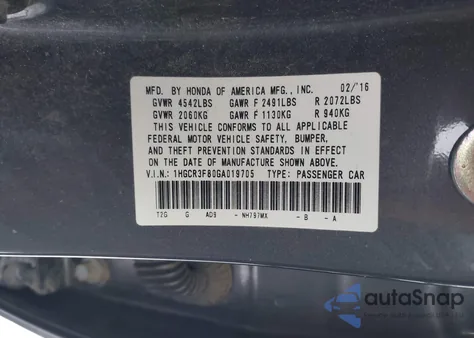 MFD. BY HONDA OF AMERICA MFG., INC. 02/'16
GVWR 4542LBS GAWR F 2491LBS R 2072LBS
GVWR 2060KG GAWR F 1130KG R 940KG
THIS VEHICLE CONFORMS TO ALL APPLICABLE
FEDERAL MOTOR VEHICLE SAFETY, BUMPER,
AND THEFT PREVENTION STANDARDS IN EFFECT
ON THE DATE OF MANUFACTURE SHOWN ABOVE.
V.I.N.: 1HGCR3F80GA019705 TYPE: PASSENGER CAR
T2G G AD9 - NH797MX - B - A
autoSnap